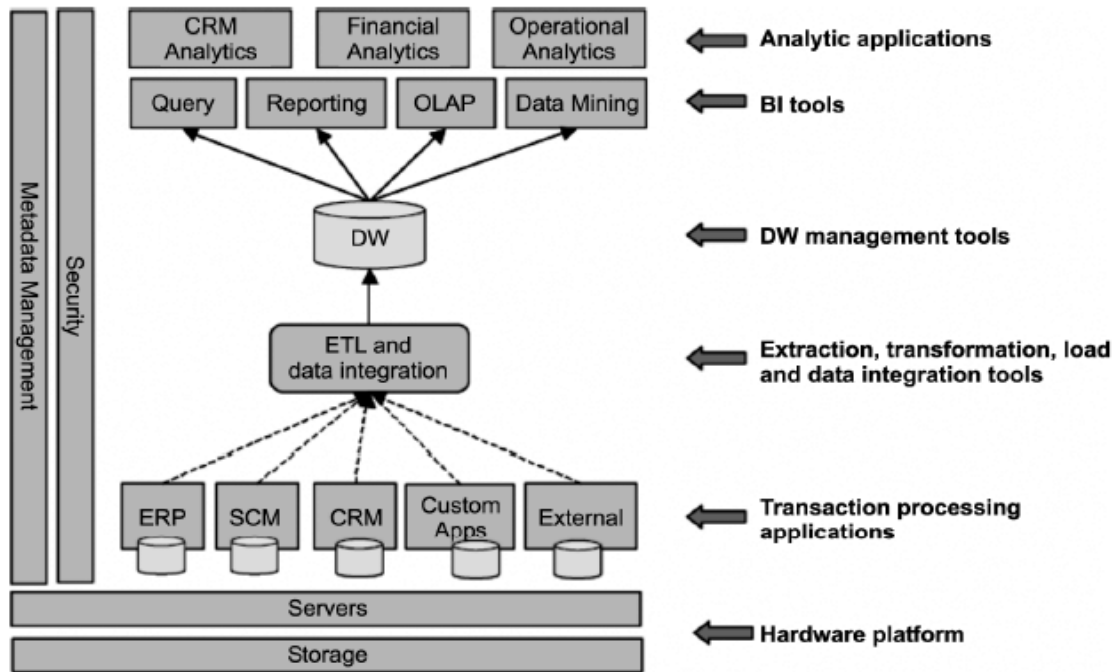 CRM
Analytics
Financial
Analytics
Operational
Analytics
Analytic applications
Query
Reporting
OLAP
Data Mining
BI tools
DW
DW management tools
Metadata Management
Security
ETL and
data integration
Extraction, transformation, load
and data integration tools
ERP
SCM
CRM
Custom
Apps
External
Transaction processing
applications
Servers
Hardware platform
Storage